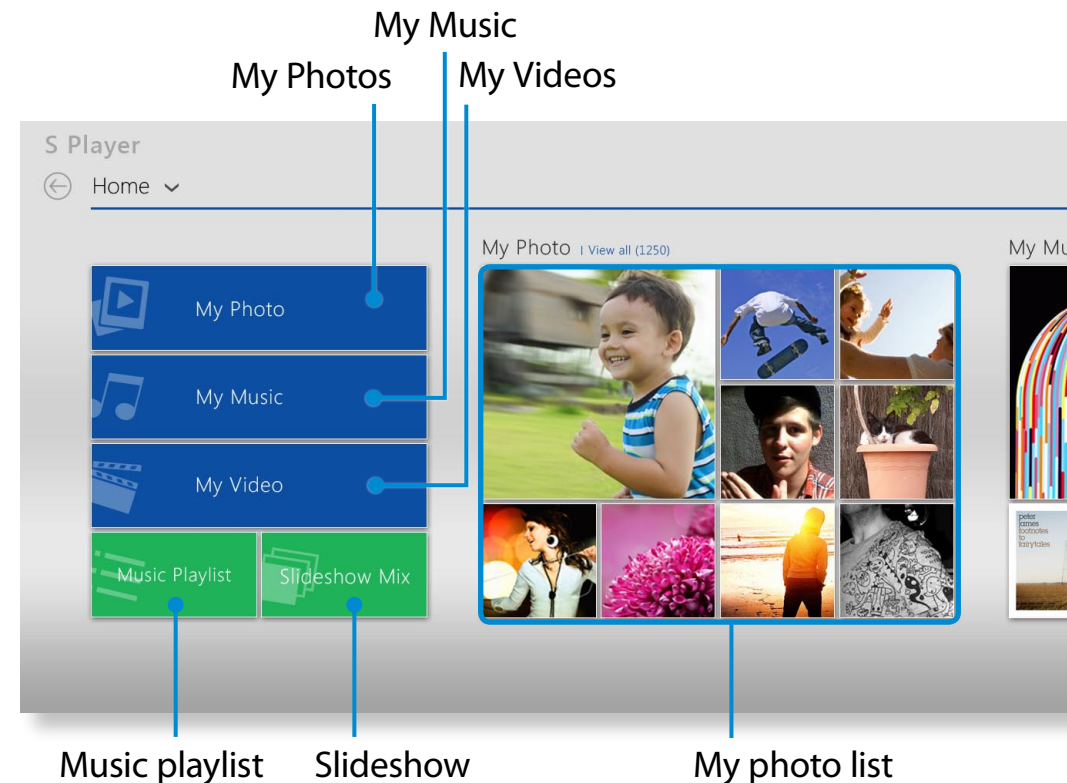 My Music
My Photos
My Videos
S Player
Home
My Photo | View all (1250)
My Mu
My Photo
My Music
My Video
Music Playlist
Slideshow Mix
peter
james
footnotes
to
fairytales
Music playlist
Slideshow
My photo list